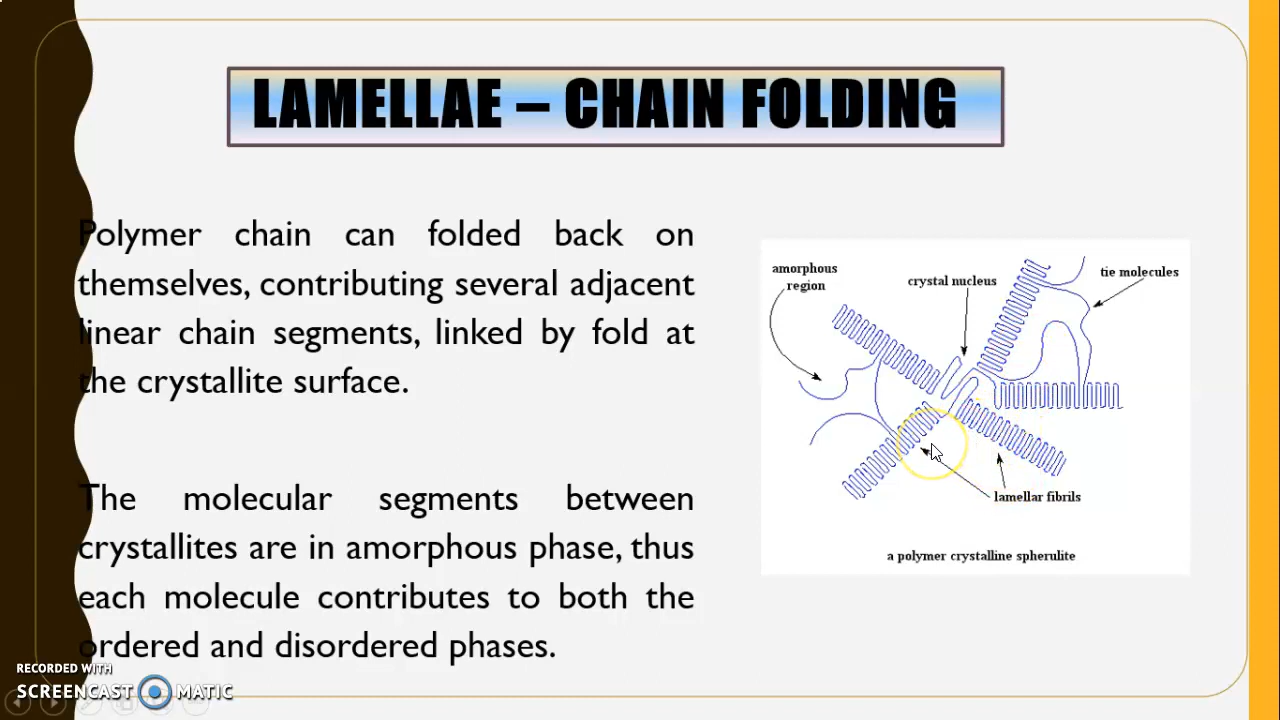 LAMELLAE – CHAIN FOLDING
Polymer chain can folded back on
themselves, contributing several adjacent
linear chain segments, linked by fold at
the crystallite surface.
The molecular segments between
crystallites are in amorphous phase, thus
each molecule contributes to both the
ordered and disordered phases.
amorphous
region
crystal nucleus
tie molecules
lamellar fibrils
a polymer crystalline spherulite
RECORDED WITH
SCREENCAST MATIC